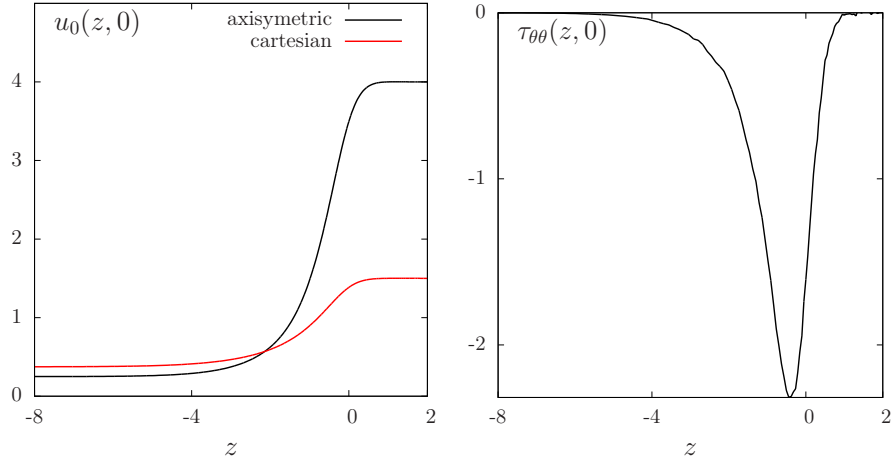 u₀(z, 0)
axisymetric
cartesian
4
3
2
1
0
-8
-4
0
2
z
τθθ(z, 0)
0
-1
-2
-8
-4
0
2
z